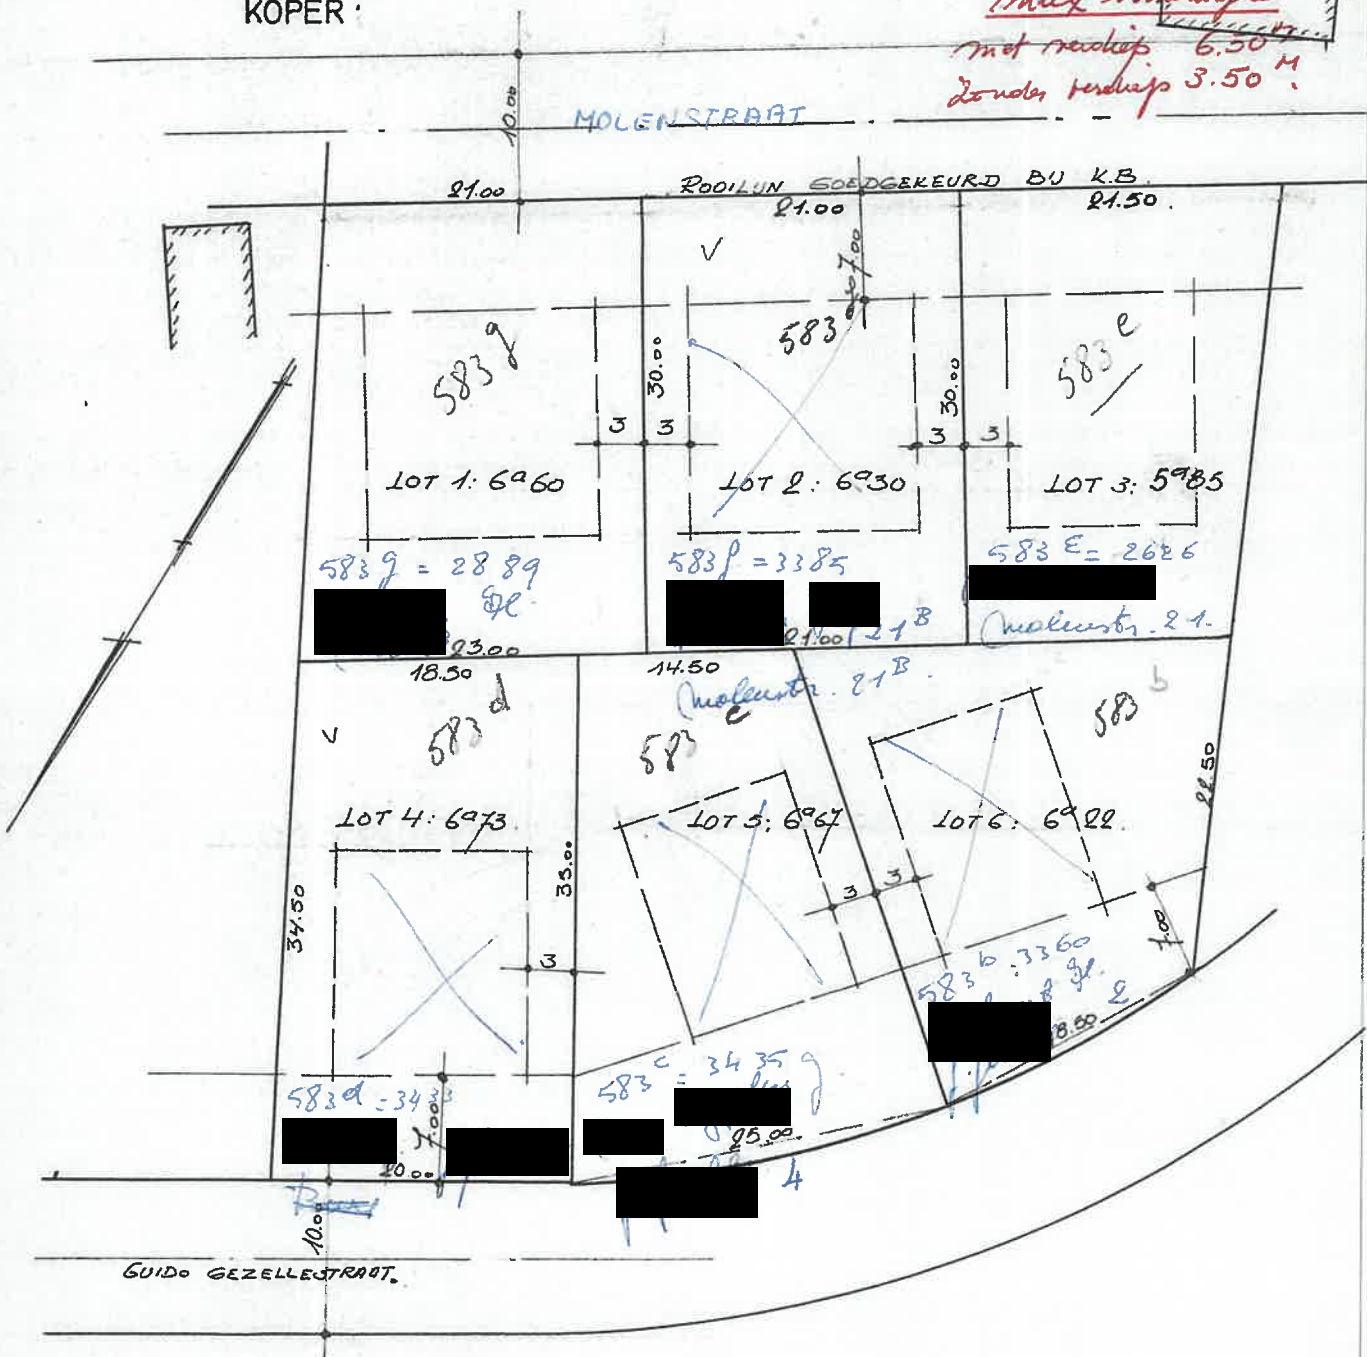 KOPER :
met verdiep 6.50 M
Zonder verdiep 3.50 M.
10.00
MOLENSTRAAT
ROOILIJN GOEDGEKEURD BIJ K.B.
21.00
21.00
21.50
V
7.00
583 g
583
583 e
30.00
30.00
3 3
3 3
LOT 1: 6a60
LOT 2: 6a30
LOT 3: 5a85
583 g = 2889
583 f = 3385
583 E = 2626
21.00
21 B
Molenstr. 21.
23.00
18.50
14.50
Molenstr. 21 B.
V
583 d
583 c
583 b
22.50
LOT 4: 6a73
LOT 5: 6a67
LOT 6: 6a22
33.00
34.50
3
3 3
7.00
583 b : 3360
2
18.50
583 c = 3435
583 d = 3433
7.00
25.00
4
20.00
10.00
GUIDO GEZELLESTRAAT.